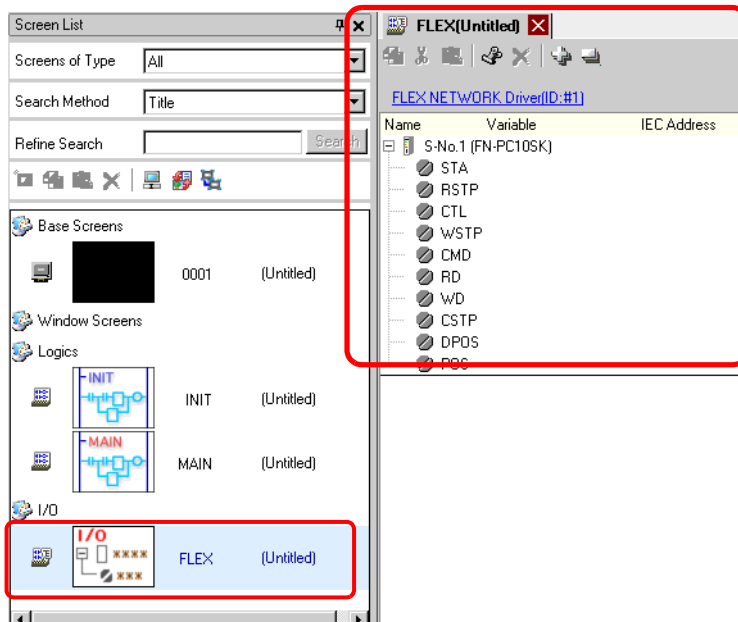 Screen List
Screens of Type All
Search Method Title
Refine Search Search
Base Screens
0001 (Untitled)
Window Screens
Logics
INIT INIT (Untitled)
MAIN MAIN (Untitled)
I/O
I/O **** *** FLEX (Untitled)
FLEX(Untitled)
FLEX NETWORK Driver(ID:#1)
Name Variable IEC Address
S-No.1 (FN-PC10SK)
STA
RSTP
CTL
WSTP
CMD
RD
WD
CSTP
DPOS
POS